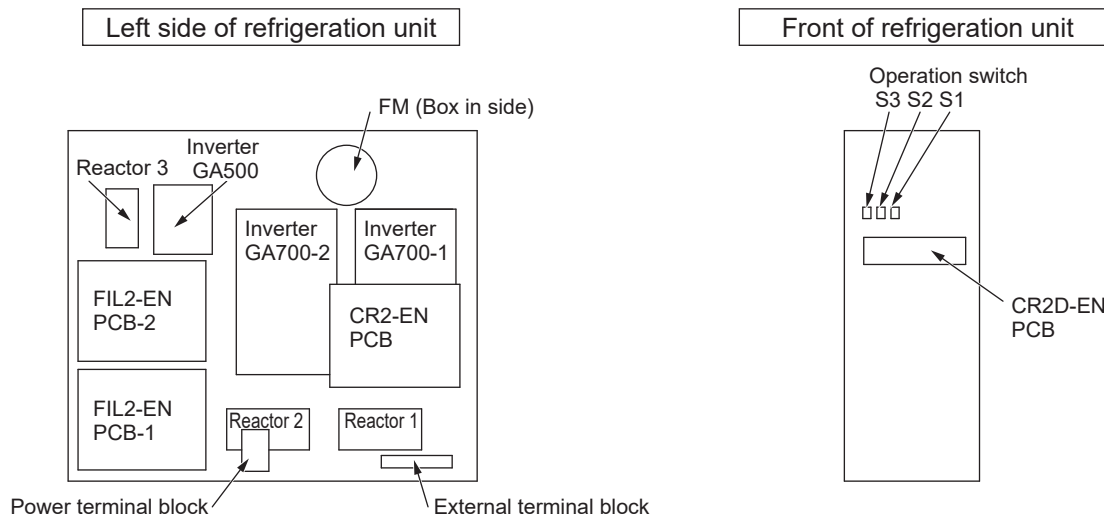 Left side of refrigeration unit
FM (Box in side)
Inverter
GA500
Reactor 3
Inverter
GA700-2
Inverter
GA700-1
FIL2-EN
PCB-2
CR2-EN
PCB
FIL2-EN
PCB-1
Reactor 2
Reactor 1
Power terminal block
External terminal block
Front of refrigeration unit
Operation switch
S3 S2 S1
CR2D-EN
PCB